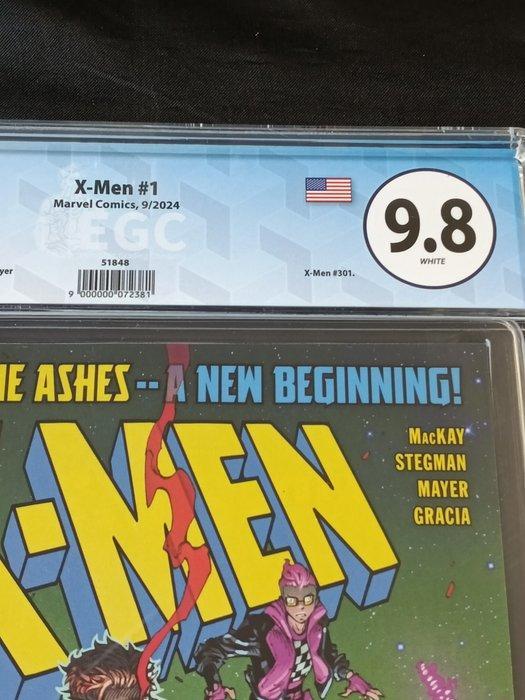 X-Men #1
Marvel Comics, 9/2024
EGC
51848
9 000000 072381
yer
X-Men #301.
9.8
WHITE
HE ASHES -- A NEW BEGINNING!
X-MEN
MacKAY
STEGMAN
MAYER
GRACIA